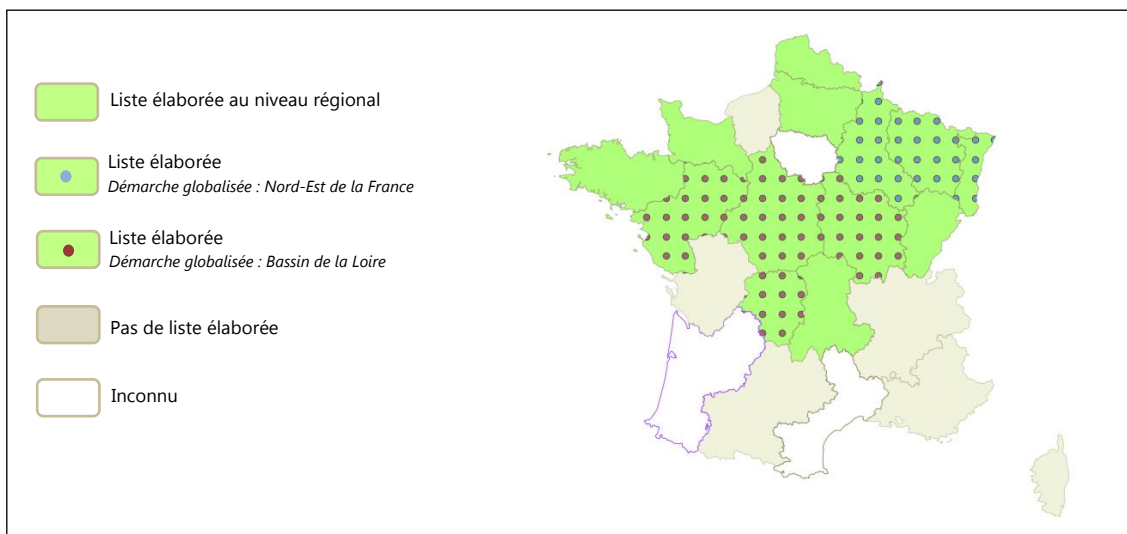 Liste élaborée au niveau régional
Liste élaborée
Démarche globalisée : Nord-Est de la France
Liste élaborée
Démarche globalisée : Bassin de la Loire
Pas de liste élaborée
Inconnu